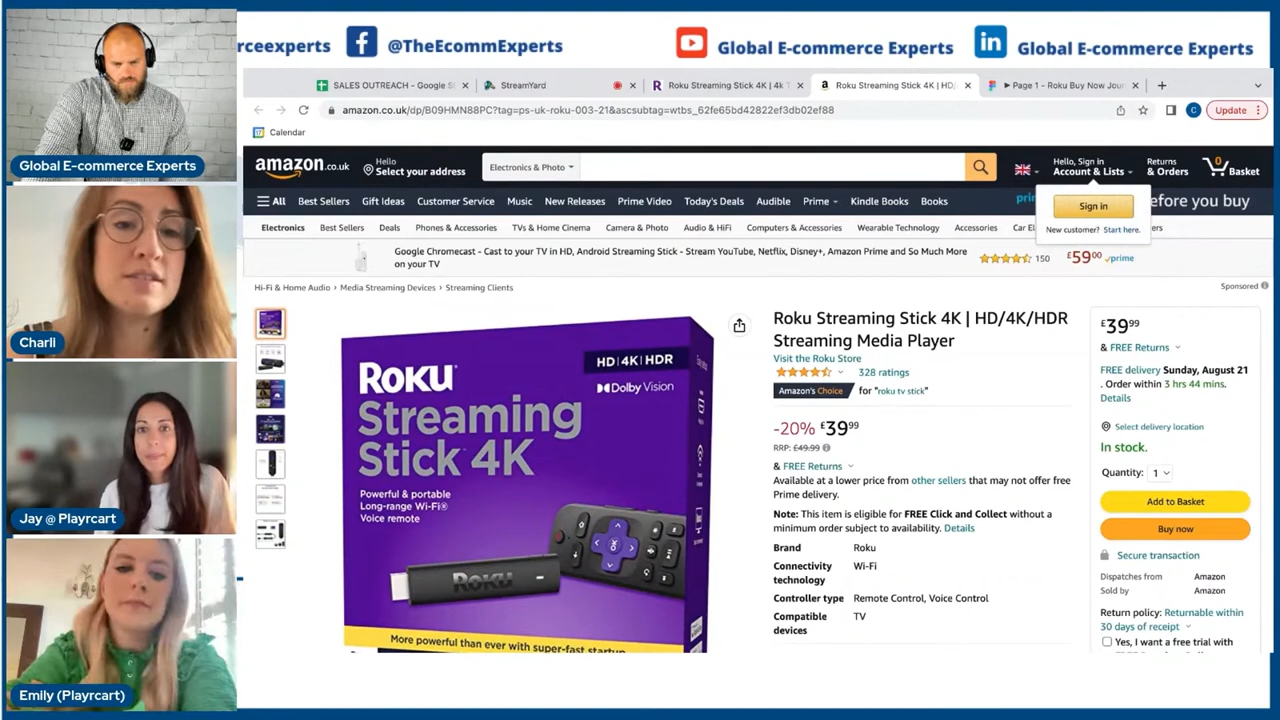 Global E-commerce Experts
Charli
Jay @ Playrcart
Emily (Playrcart)
rceexperts
@TheEcommExperts
Global E-commerce Experts
Global E-commerce Experts
SALES OUTREACH - Google S
StreamYard
Roku Streaming Stick 4K | 4k T
Roku Streaming Stick 4K | HD/
Page 1 - Roku Buy Now Jour
amazon.co.uk/dp/B09HMN88PC?tag=ps-uk-roku-003-21&ascsubtag=wtbs_62fe65bd42822ef3db02ef88
C
Update
Calendar
amazon.co.uk
Hello
Select your address
Electronics & Photo
Hello, Sign in
Account & Lists
Returns
& Orders
0
Basket
All
Best Sellers
Gift Ideas
Customer Service
Music
New Releases
Prime Video
Today's Deals
Audible
Prime
Kindle Books
Books
efore you buy
Sign in
New customer? Start here.
Electronics
Best Sellers
Deals
Phones & Accessories
TVs & Home Cinema
Camera & Photo
Audio & HiFi
Computers & Accessories
Wearable Technology
Accessories
Car El
ers
Google Chromecast - Cast to your TV in HD, Android Streaming Stick - Stream YouTube, Netflix, Disney+, Amazon Prime and So Much More
on your TV
150
£5900
prime
Hi-Fi & Home Audio › Media Streaming Devices › Streaming Clients
Sponsored
Roku
HD|4K|HDR
Dolby Vision
Streaming
Stick 4K
Powerful & portable
Long-range Wi-Fi®
Voice remote
OK
Roku
More powerful than ever with super-fast startup
Roku Streaming Stick 4K | HD/4K/HDR
Streaming Media Player
Visit the Roku Store
328 ratings
Amazon's Choice
for "roku tv stick"
-20% £3999
RRP: £49.99
& FREE Returns
Available at a lower price from other sellers that may not offer free
Prime delivery.
Note: This item is eligible for FREE Click and Collect without a
minimum order subject to availability. Details
Brand
Roku
Connectivity
technology
Wi-Fi
Controller type
Remote Control, Voice Control
Compatible
devices
TV
£3999
& FREE Returns
FREE delivery Sunday, August 21
. Order within 3 hrs 44 mins.
Details
Select delivery location
In stock.
Quantity: 1
Add to Basket
Buy now
Secure transaction
Dispatches from
Amazon
Sold by
Amazon
Return policy: Returnable within
30 days of receipt
Yes, I want a free trial with